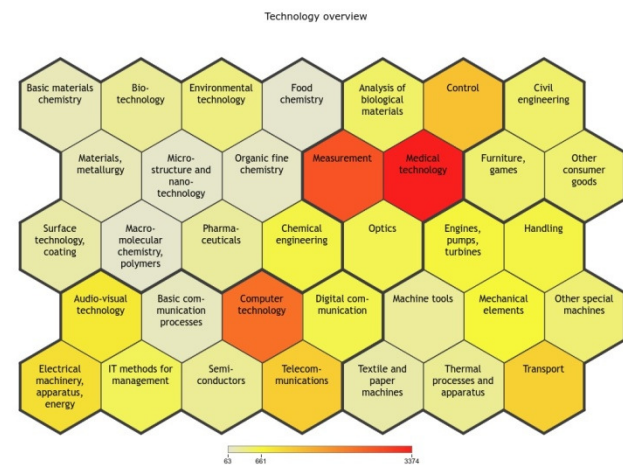 Technology overview
Basic materials
chemistry
Bio-
technology
Environmental
technology
Food
chemistry
Analysis of
biological
materials
Control
Civil
engineering
Materials,
metallurgy
Micro-
structure and
nano-
technology
Organic fine
chemistry
Measurement
Medical
technology
Furniture,
games
Other
consumer
goods
Surface
technology,
coating
Macro-
molecular
chemistry,
polymers
Pharma-
ceuticals
Chemical
engineering
Optics
Engines,
pumps,
turbines
Handling
Audio-visual
technology
Basic com-
munication
processes
Computer
technology
Digital com-
munication
Machine tools
Mechanical
elements
Other special
machines
Electrical
machinery,
apparatus,
energy
IT methods for
management
Semi-
conductors
Telecom-
munications
Textile and
paper
machines
Thermal
processes and
apparatus
Transport
63 661 3374